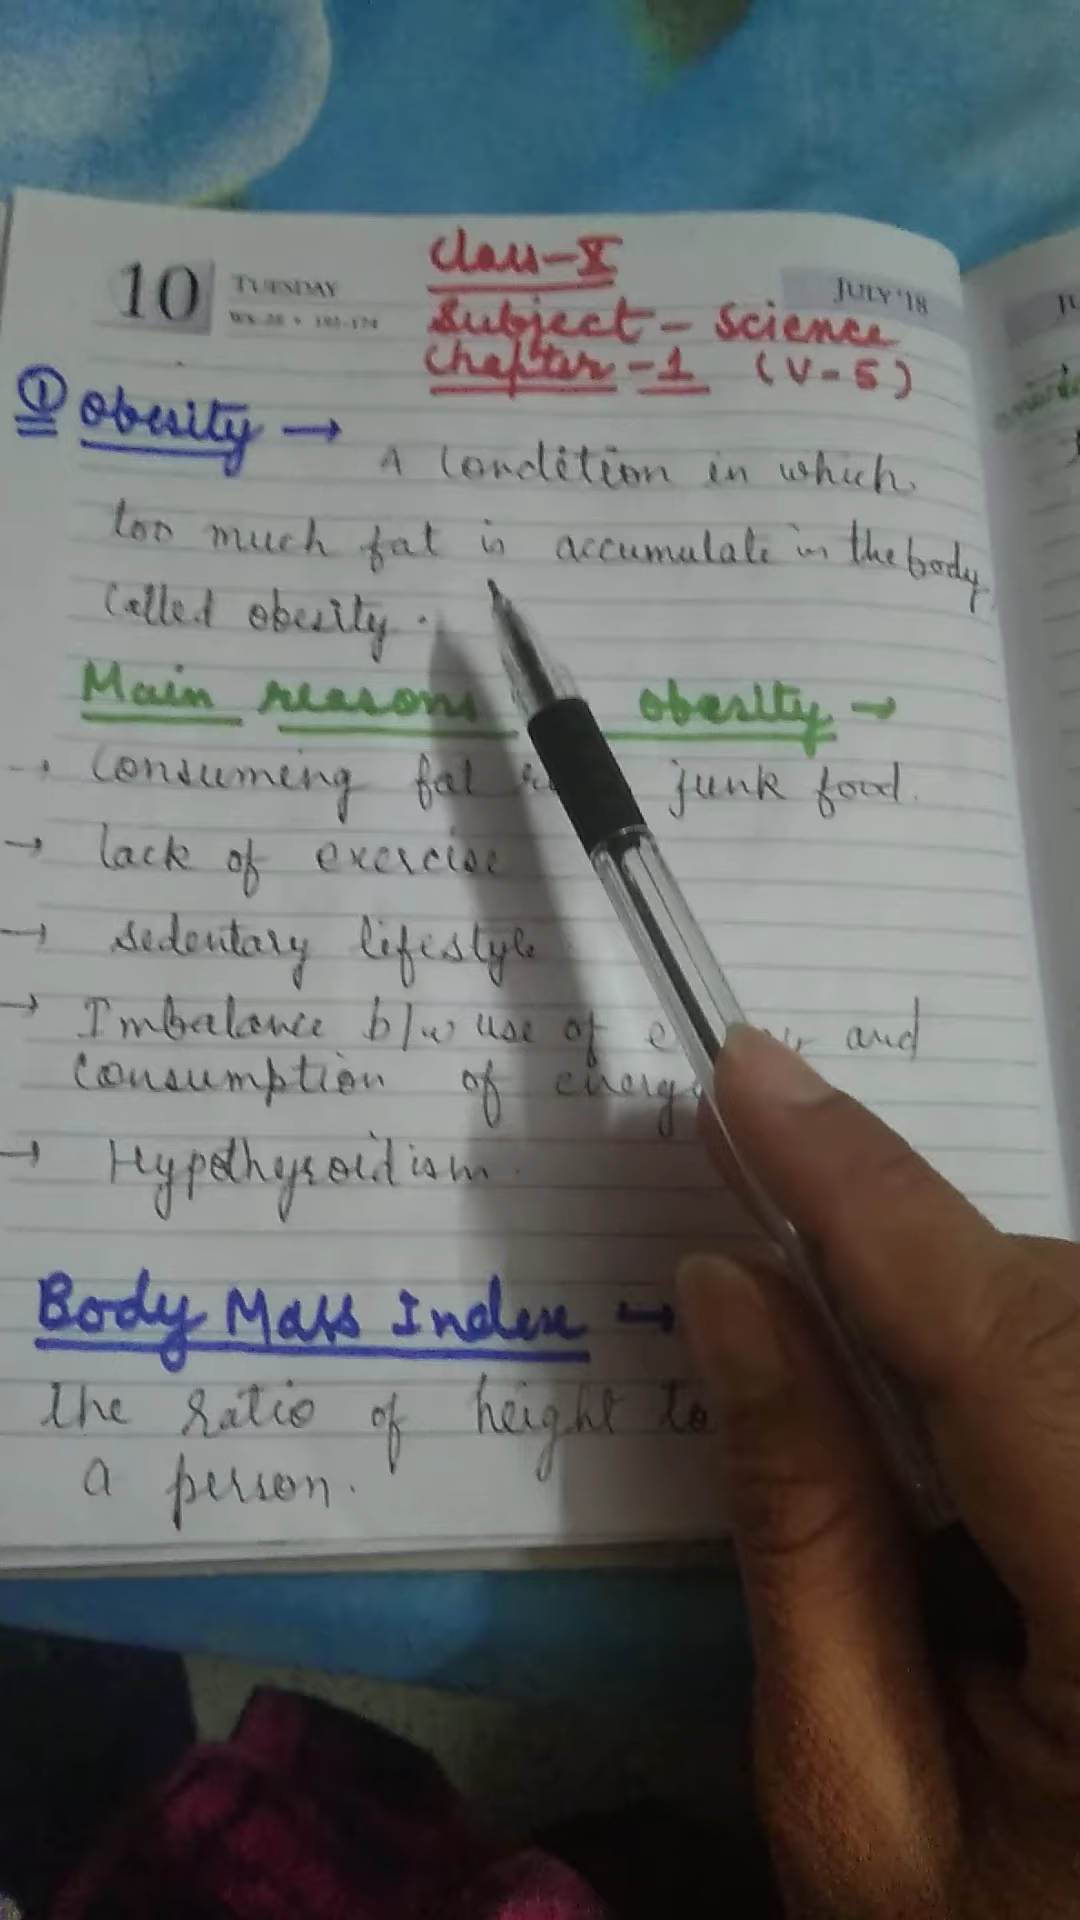 10 TUESDAY
JULY '18
Class-X
Subject - Science
Chapter-1 (V-5)
① Obesity → A condition in which
too much fat is accumulate in the body
called obesity.
Main reasons obesity →
→ Consuming fat junk food.
→ lack of exercise
→ sedentary lifestyle
→ Imbalance b/w use of and
consumption of energy
→ Hypothyroidism.
Body Mass Index →
the ratio of height to
a person.